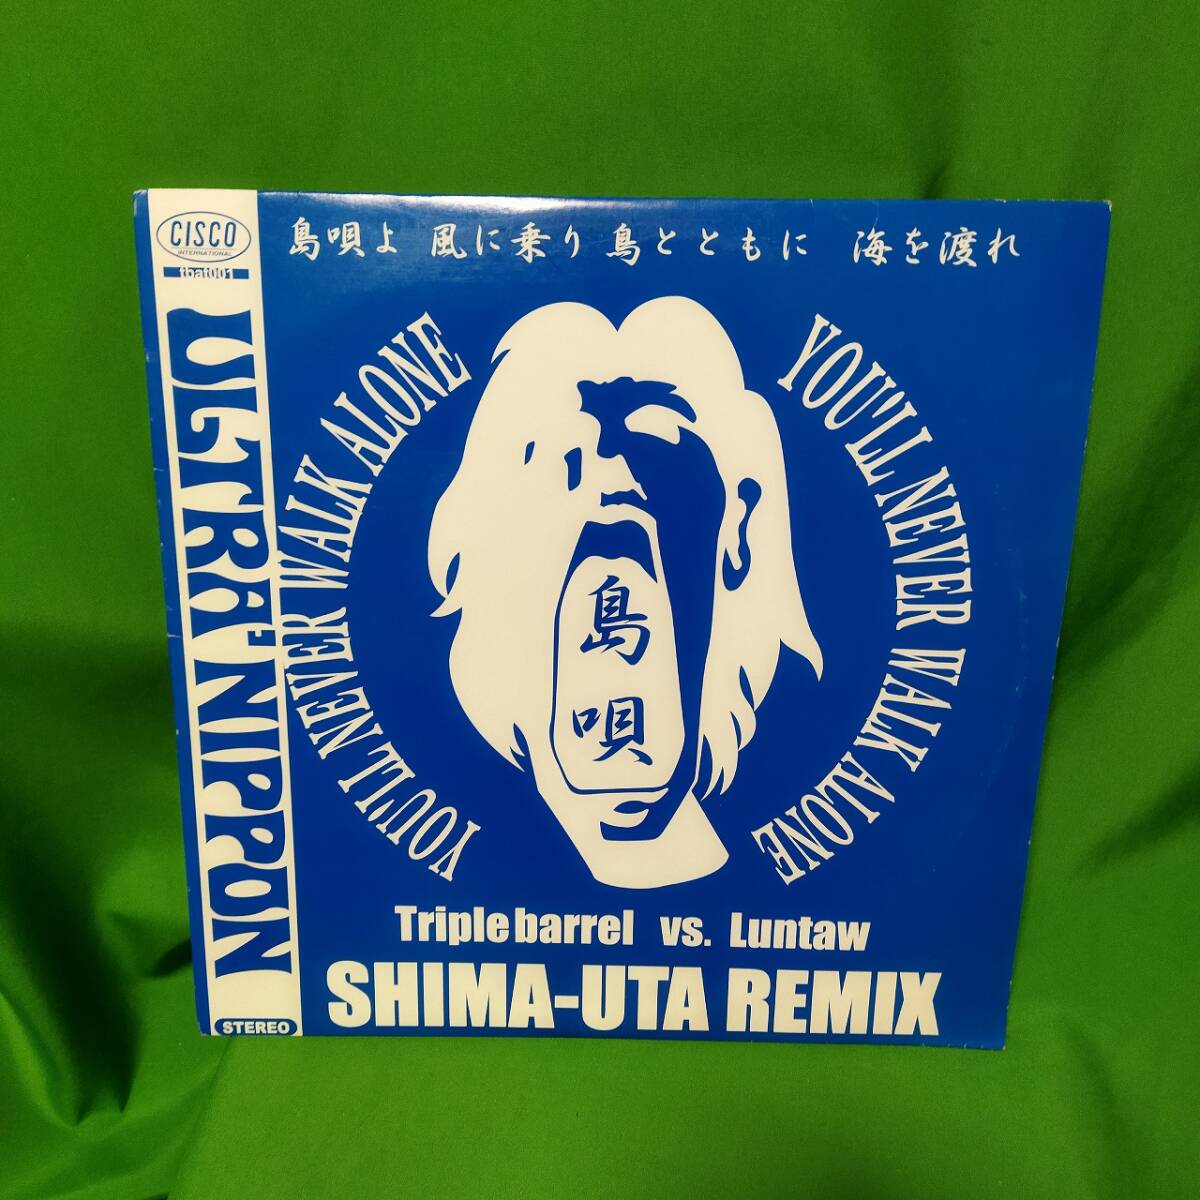 CISCO
INTERNATIONAL
tbat001
ULTRA' NIPPON
STEREO
島唄よ 風に乗り 鳥とともに 海を渡れ
YOU'LL NEVER WALK ALONE
YOU'LL NEVER WALK ALONE
島
唄
Triple barrel vs. Luntaw
SHIMA-UTA REMIX